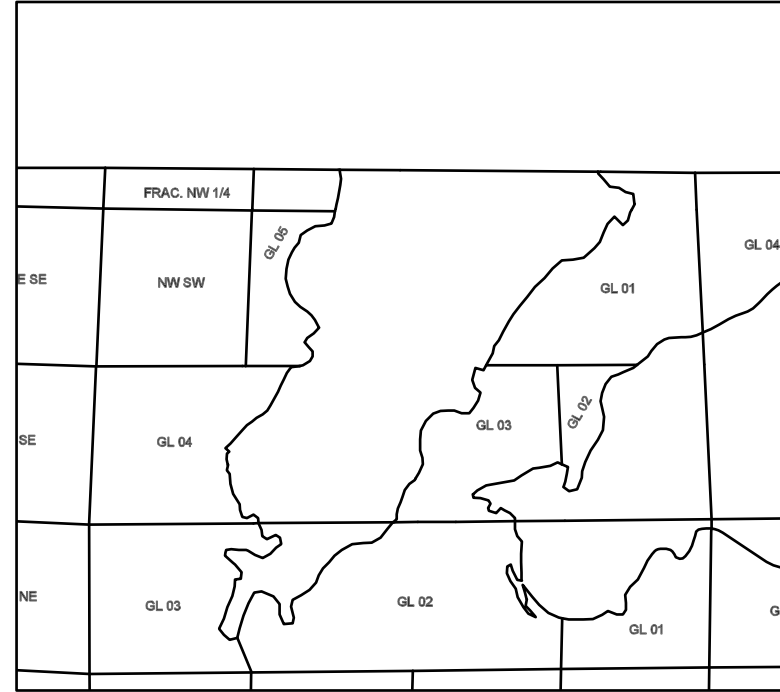 FRAC. NW 1/4
GL 05
GL 04
E SE
NW SW
GL 01
GL 02
GL 03
SE
GL 04
NE
GL 03
GL 02
GL 01
G